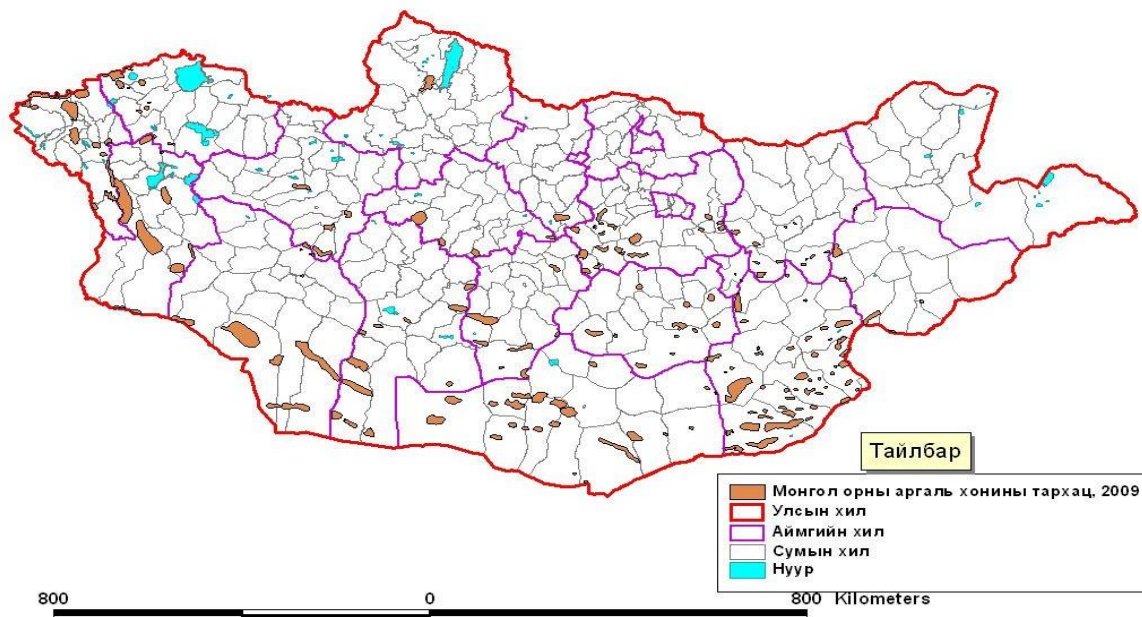 Тайлбар
Монгол орны аргаль хонины тархац, 2009
Улсын хил
Аймгийн хил
Сумын хил
Нуур
800 0 800 Kilometers